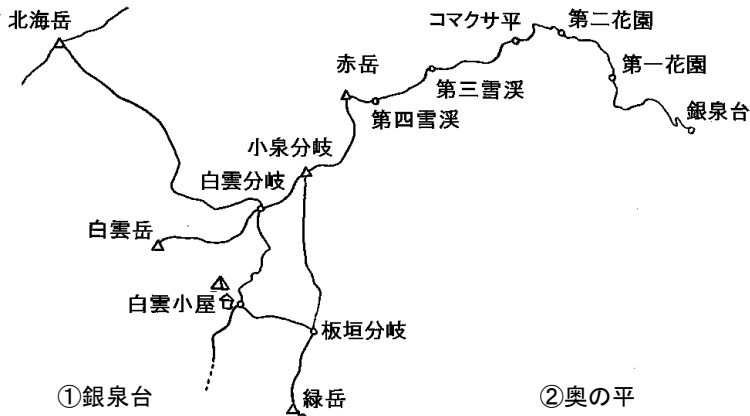 北海岳
コマクサ平
第二花園
赤岳
第一花園
第三雪渓
第四雪渓
銀泉台
小泉分岐
白雲分岐
白雲岳
白雲小屋
板垣分岐
緑岳
①銀泉台
②奥の平